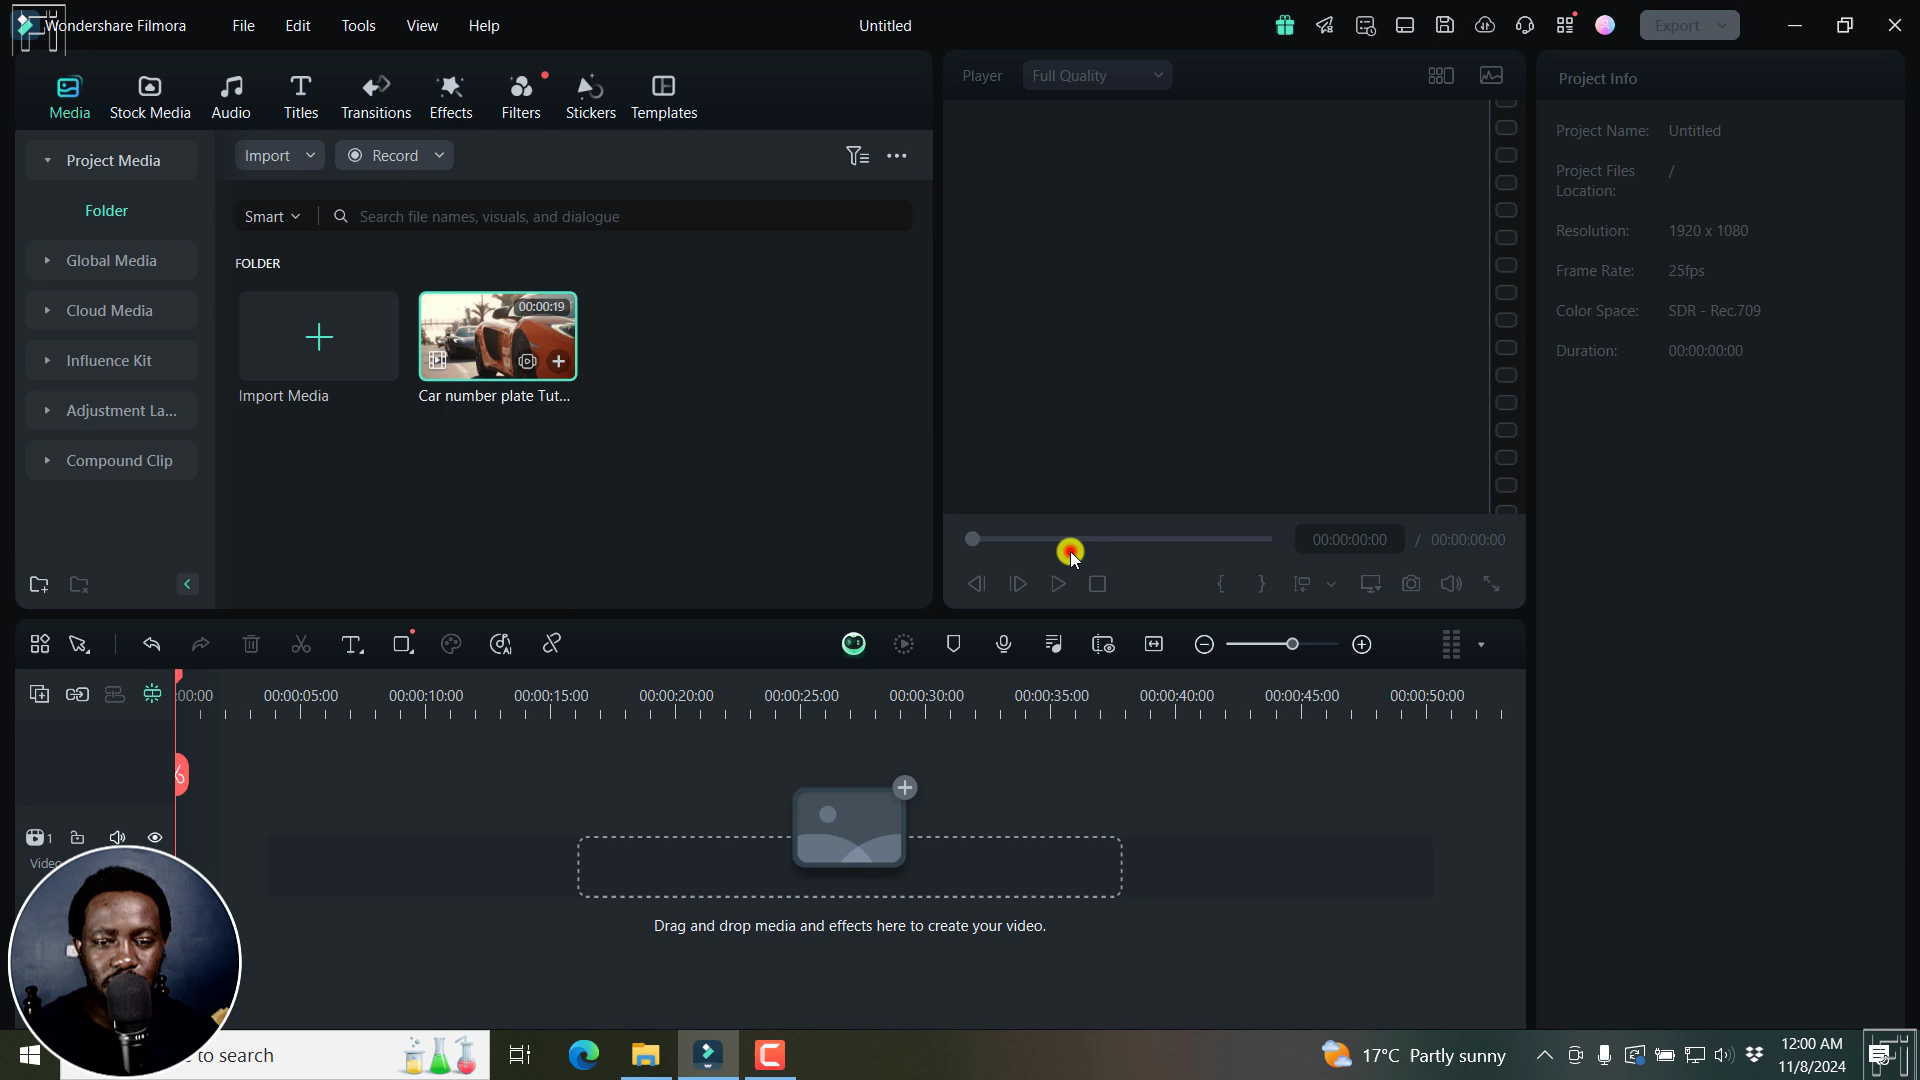 Wondershare Filmora File Edit Tools View Help Untitled Export
Media Stock Media Audio Titles Transitions Effects Filters Stickers Templates
Player Full Quality
Project Info
Project Media
Folder
Global Media
Cloud Media
Influence Kit
Adjustment La...
Compound Clip
Import Record
Smart Search file names, visuals, and dialogue
FOLDER
00:00:19
Import Media Car number plate Tut...
00:00:00:00 / 00:00:00:00
Project Name: Untitled
Project Files Location: /
Resolution: 1920 x 1080
Frame Rate: 25fps
Color Space: SDR - Rec.709
Duration: 00:00:00:00
:00:00 00:00:05:00 00:00:10:00 00:00:15:00 00:00:20:00 00:00:25:00 00:00:30:00 00:00:35:00 00:00:40:00 00:00:45:00 00:00:50:00
1
Video
Drag and drop media and effects here to create your video.
to search
17°C Partly sunny
12:00 AM
11/8/2024